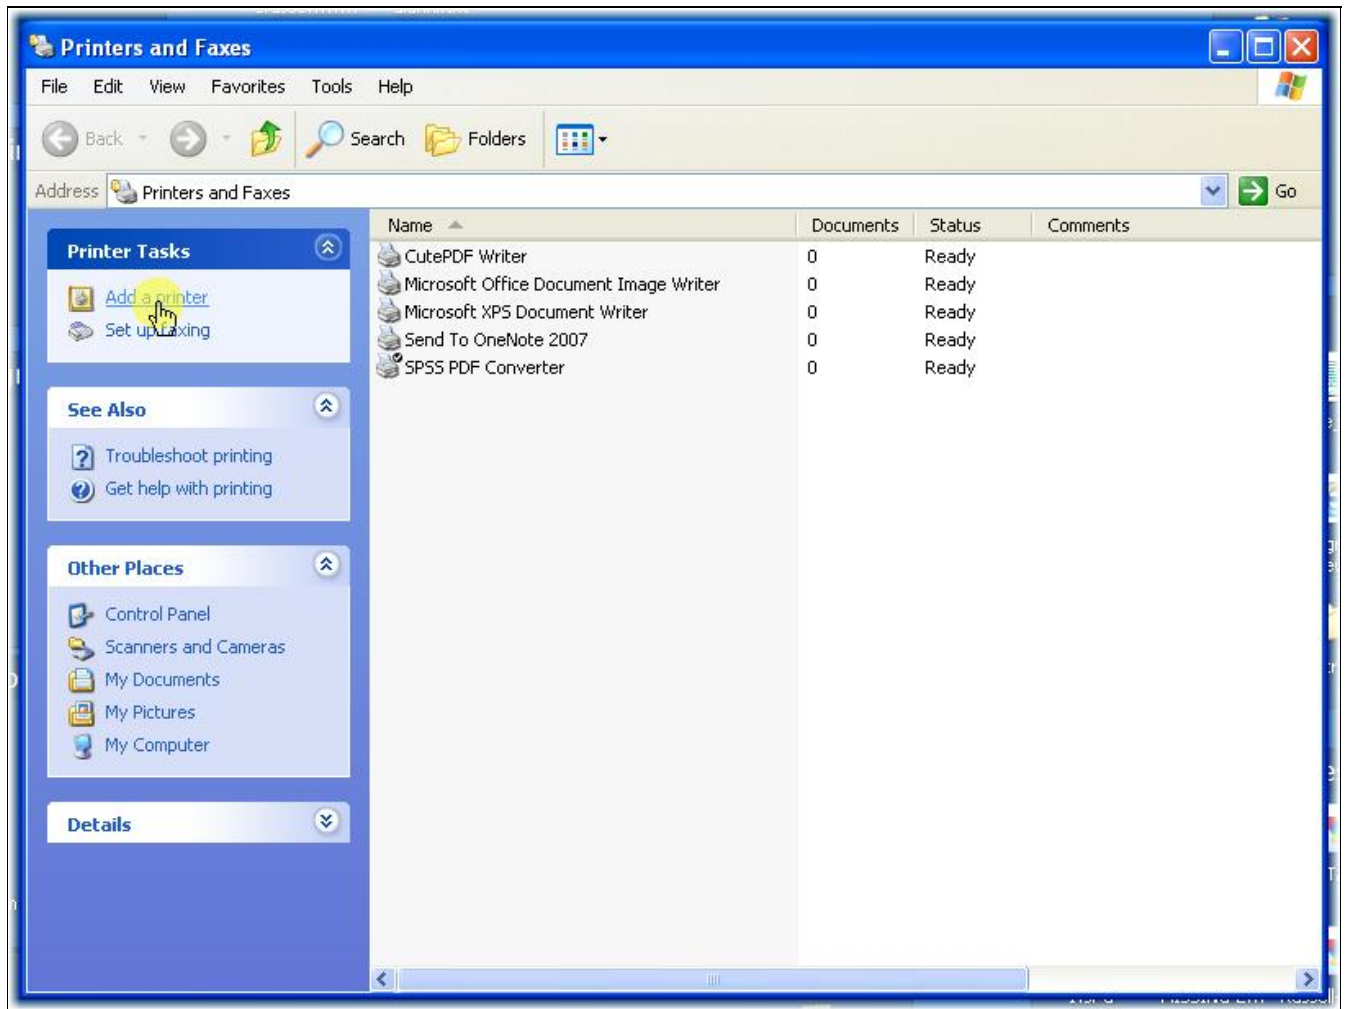 Printers and Faxes
File Edit View Favorites Tools Help
Back Search Folders
Address Printers and Faxes Go
Printer Tasks
Add a printer
Set up faxing
See Also
Troubleshoot printing
Get help with printing
Other Places
Control Panel
Scanners and Cameras
My Documents
My Pictures
My Computer
Details
Name Documents Status Comments
CutePDF Writer 0 Ready
Microsoft Office Document Image Writer 0 Ready
Microsoft XPS Document Writer 0 Ready
Send To OneNote 2007 0 Ready
SPSS PDF Converter 0 Ready